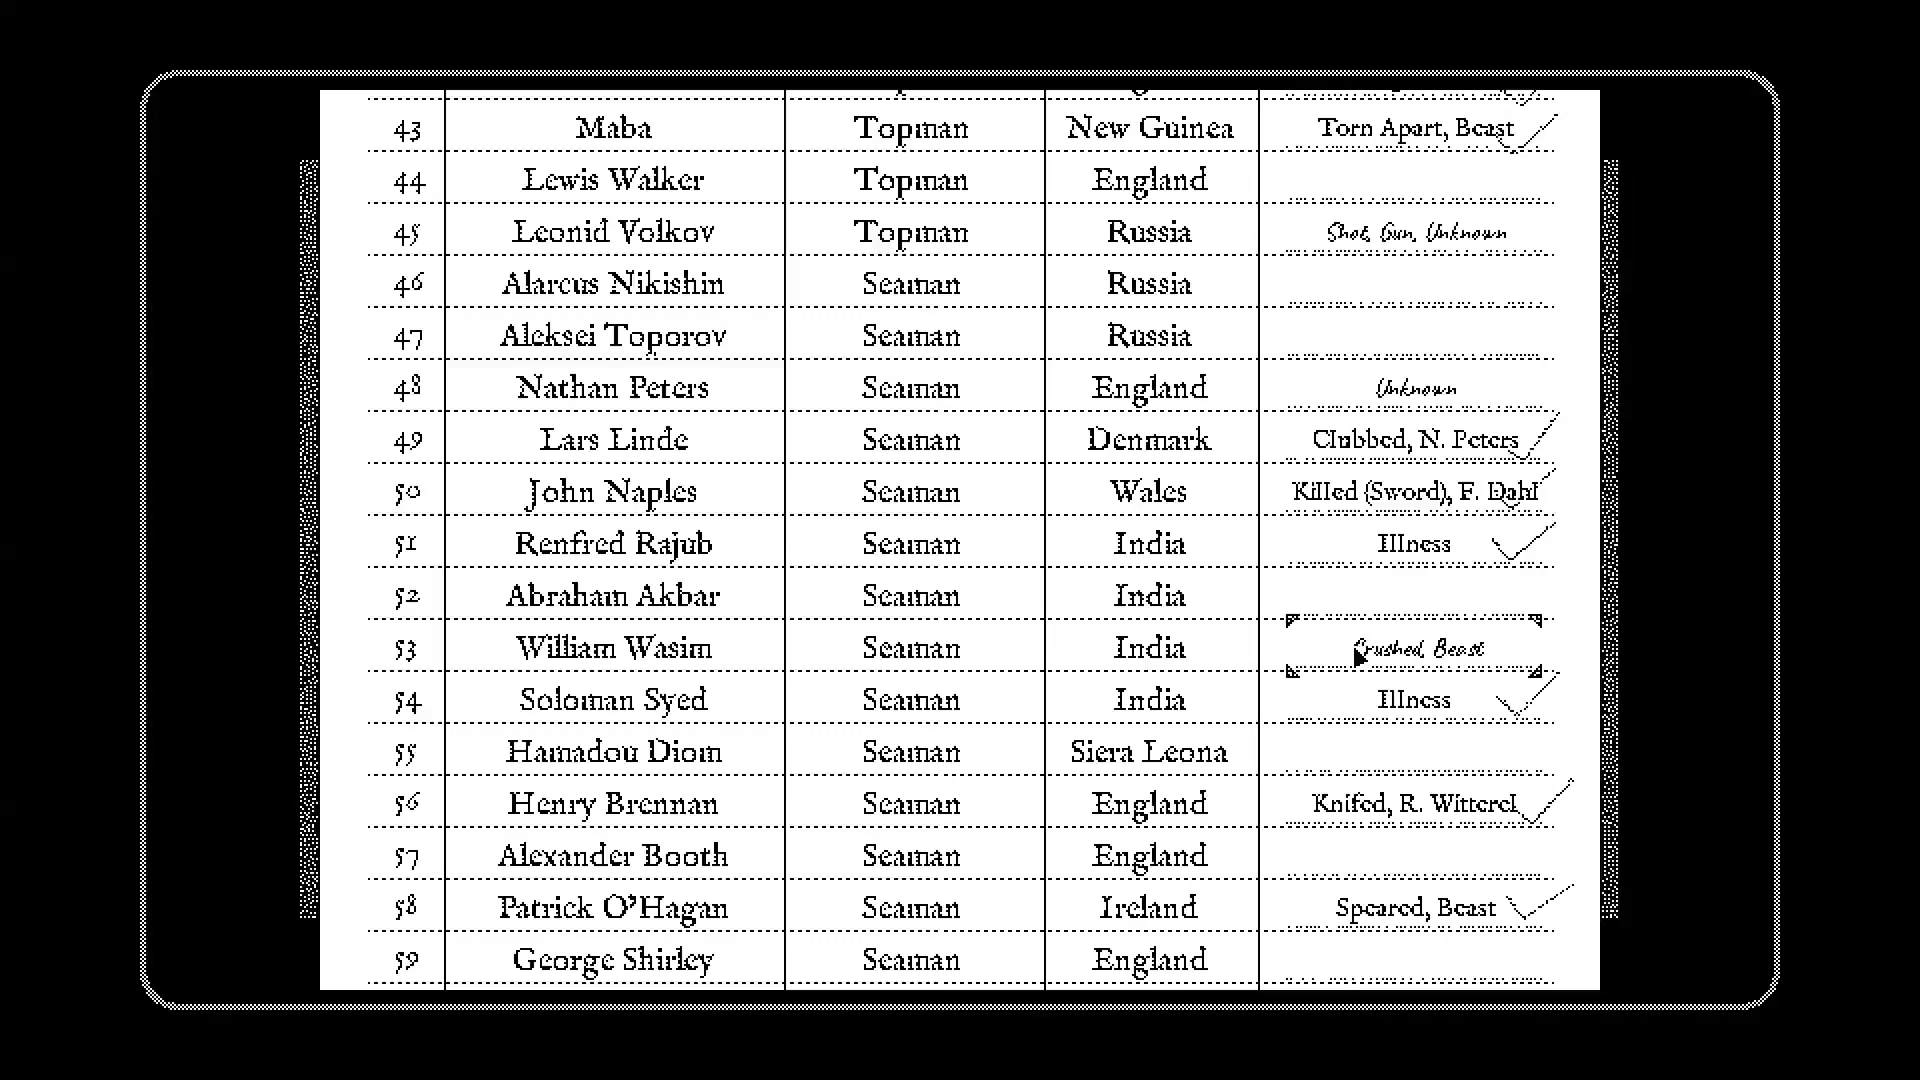 43 Maba Topman New Guinea Torn Apart, Beast
44 Lewis Walker Topman England
45 Leonid Volkov Topman Russia Shot, Gun, Unknown
46 Alarcus Nikishin Seaman Russia
47 Aleksei Toporov Seaman Russia
48 Nathan Peters Seaman England Unknown
49 Lars Linde Seaman Denmark Clubbed, N. Peters
50 John Naples Seaman Wales Killed (Sword), F. Dahl
51 Renfred Rajub Seaman India Illness
52 Abraham Akbar Seaman India
53 William Wasim Seaman India Crushed, Beast
54 Soloman Syed Seaman India Illness
55 Hamadou Diom Seaman Siera Leona
56 Henry Brennan Seaman England Knifed, R. Witterel
57 Alexander Booth Seaman England
58 Patrick O'Hagan Seaman Ireland Speared, Beast
59 George Shirley Seaman England